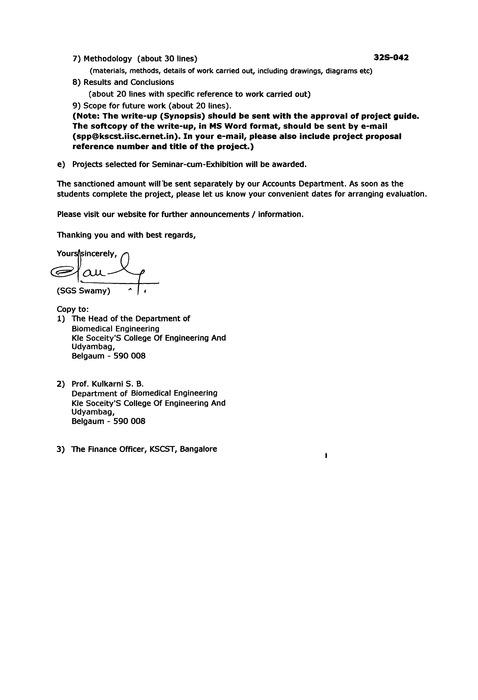 32S-042
7) Methodology (about 30 lines)
(materials, methods, details of work carried out, including drawings, diagrams etc)
8) Results and Conclusions
(about 20 lines with specific reference to work carried out)
9) Scope for future work (about 20 lines).
(Note: The write-up (Synopsis) should be sent with the approval of project guide.
The softcopy of the write-up, in MS Word format, should be sent by e-mail
(spp@kscst.iisc.ernet.in). In your e-mail, please also include project proposal
reference number and title of the project.)
e) Projects selected for Seminar-cum-Exhibition will be awarded.
The sanctioned amount will be sent separately by our Accounts Department. As soon as the
students complete the project, please let us know your convenient dates for arranging evaluation.
Please visit our website for further announcements / information.
Thanking you and with best regards,
Yours sincerely,
(SGS Swamy)
Copy to:
1) The Head of the Department of
Biomedical Engineering
Kle Soceity'S College Of Engineering And
Udyambag,
Belgaum - 590 008
2) Prof. Kulkarni S. B.
Department of Biomedical Engineering
Kle Soceity'S College Of Engineering And
Udyambag,
Belgaum - 590 008
3) The Finance Officer, KSCST, Bangalore